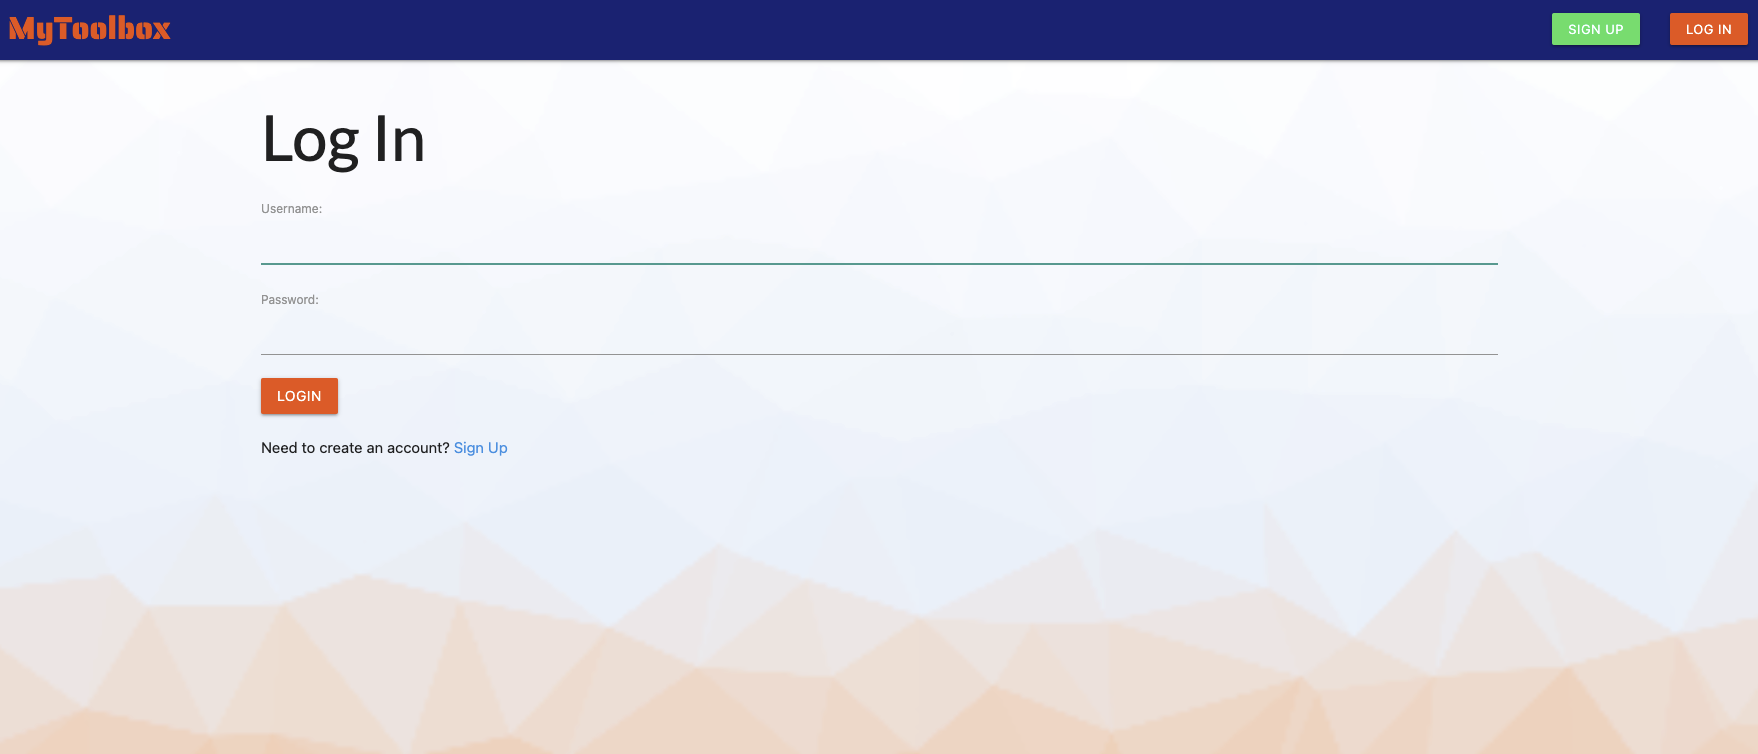 MyToolbox
SIGN UP
LOG IN
Log In
Username:
Password:
LOGIN
Need to create an account? Sign Up